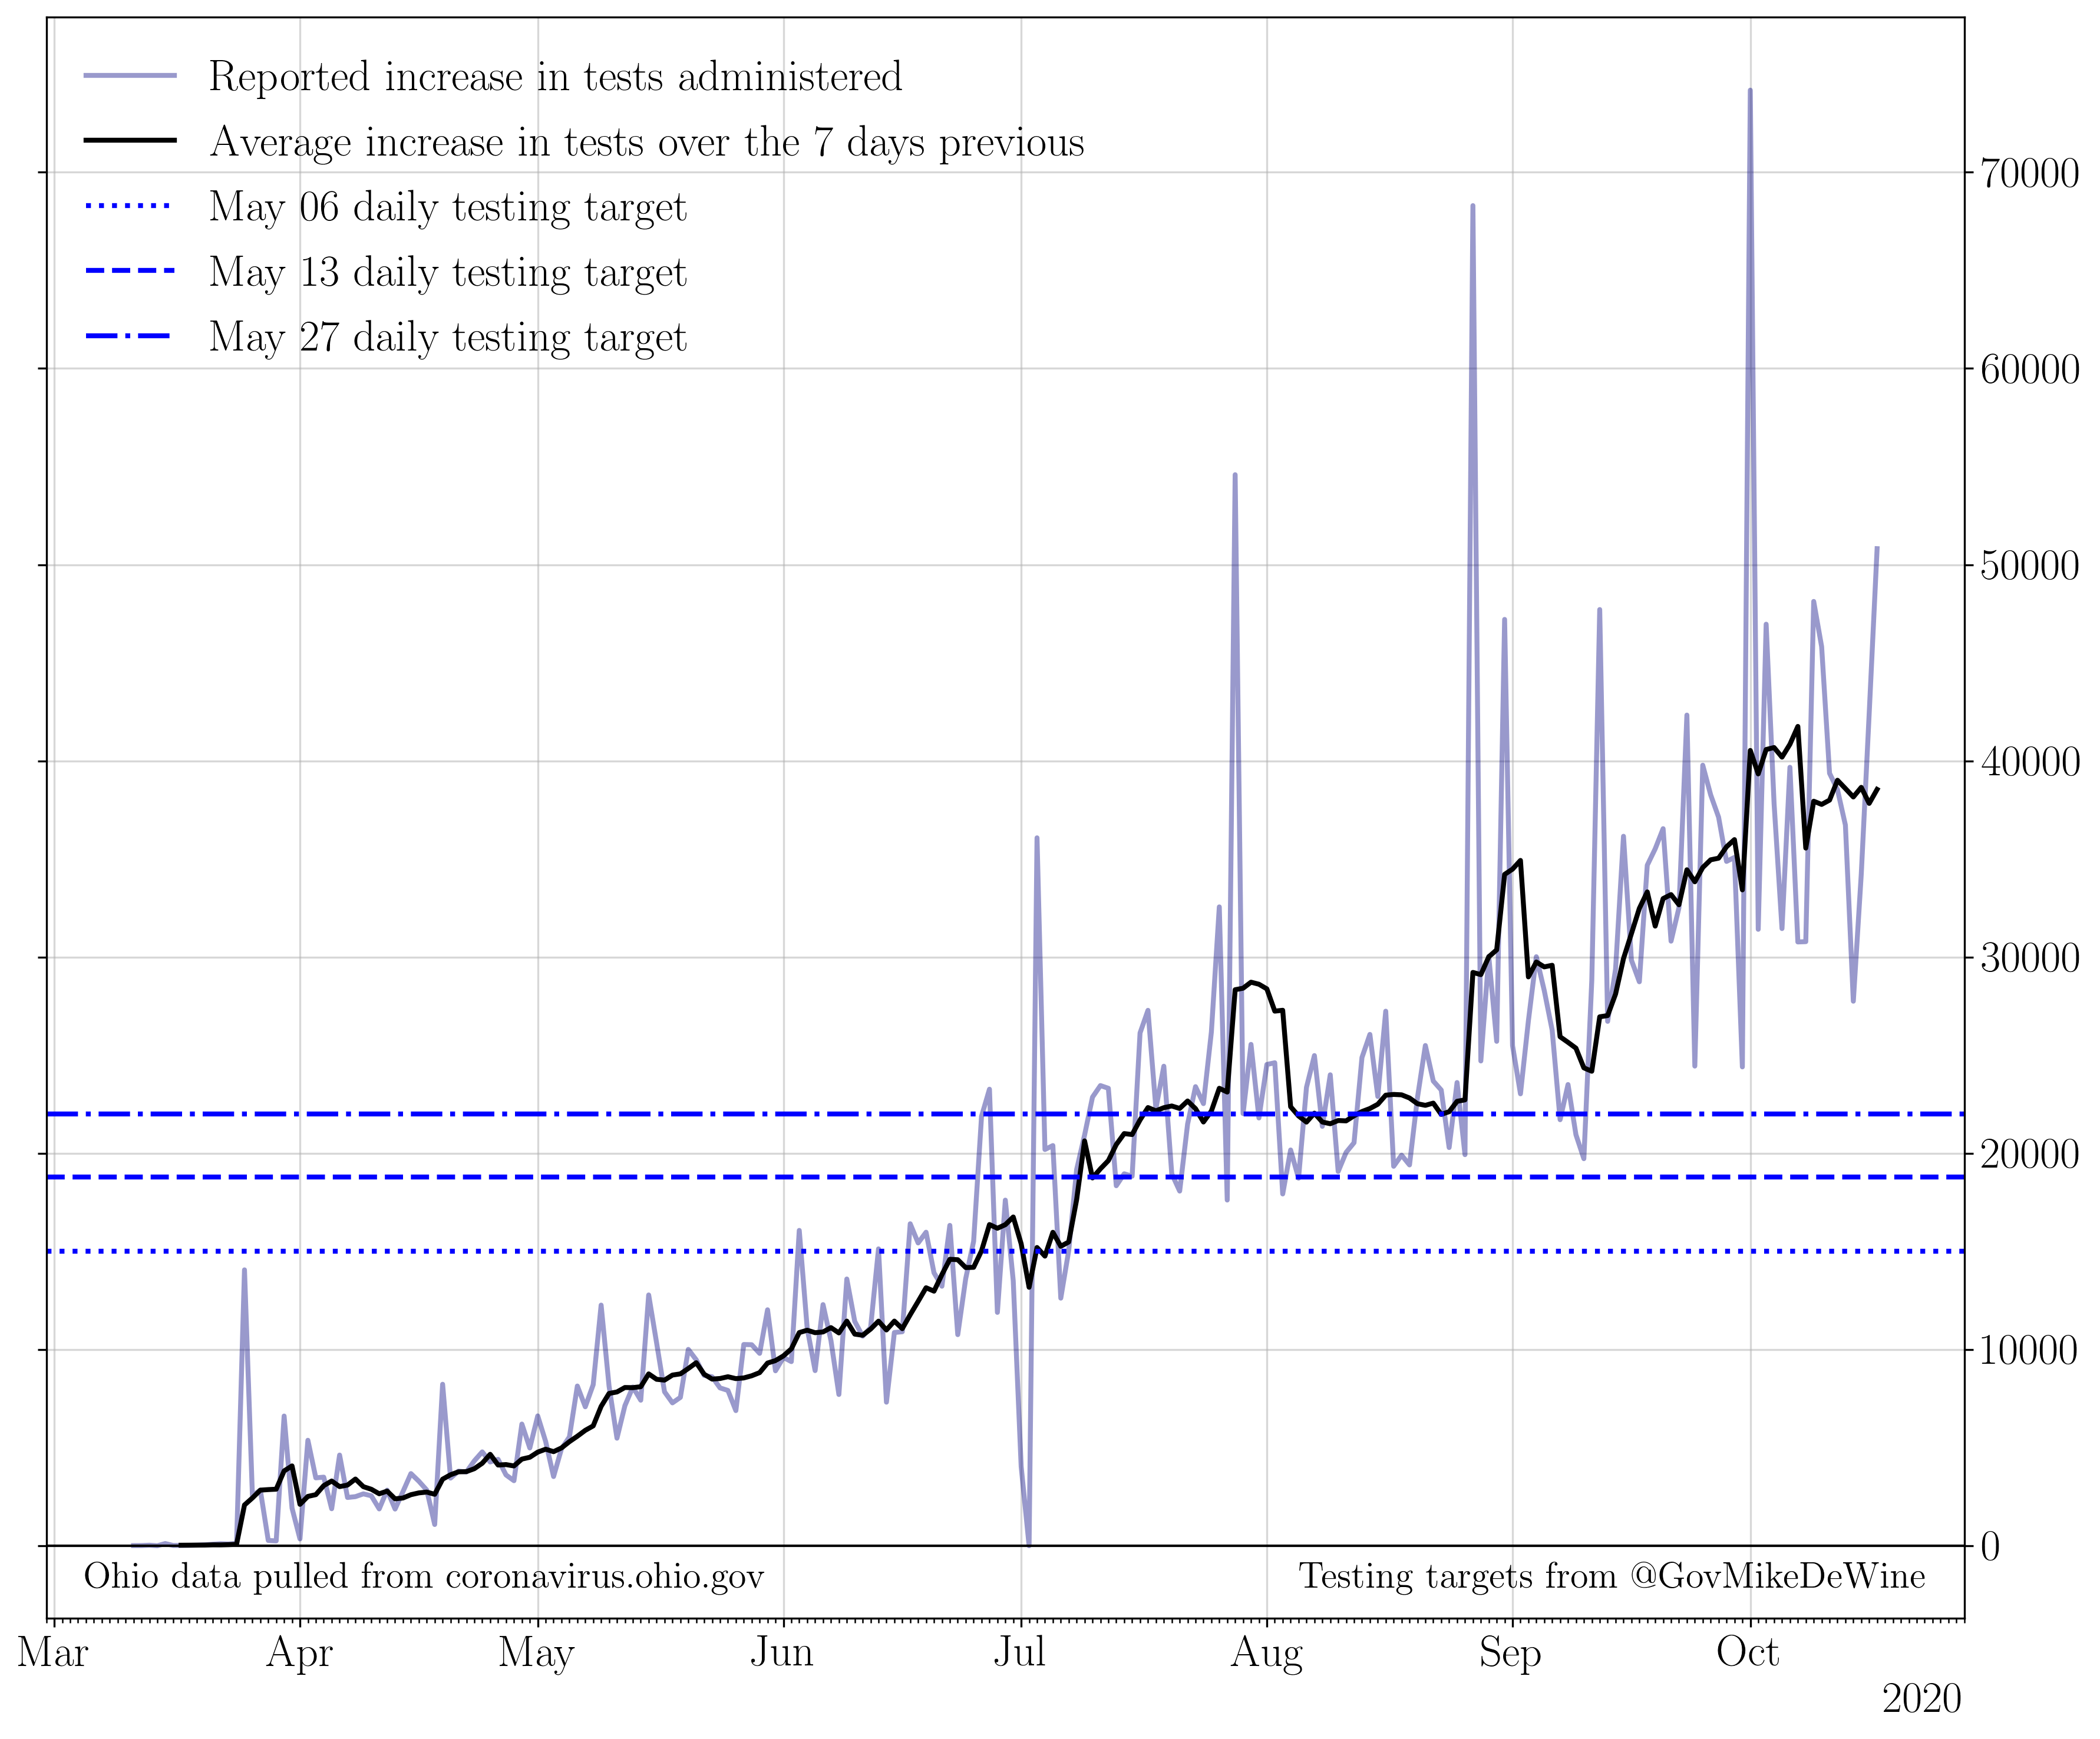 Reported increase in tests administered
Average increase in tests over the 7 days previous
May 06 daily testing target
May 13 daily testing target
May 27 daily testing target
70000
60000
50000
40000
30000
20000
10000
0
Ohio data pulled from coronavirus.ohio.gov
Testing targets from @GovMikeDeWine
Mar Apr May Jun Jul Aug Sep Oct
2020